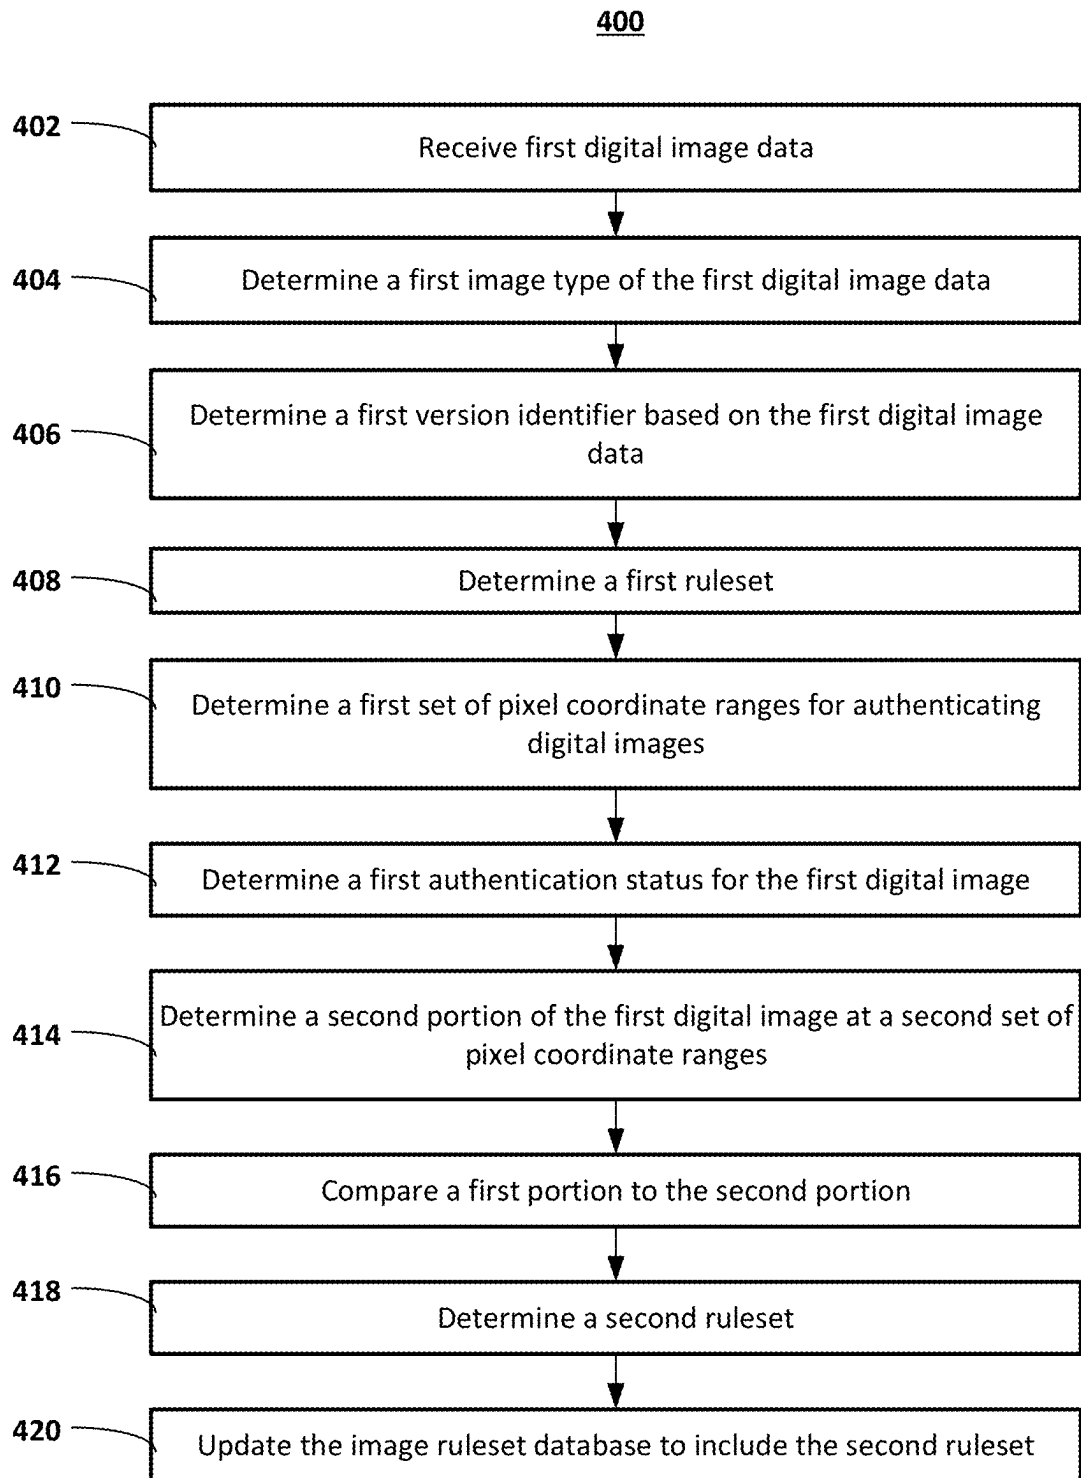 400
402
Receive first digital image data
404
Determine a first image type of the first digital image data
406
Determine a first version identifier based on the first digital image
data
408
Determine a first ruleset
410
Determine a first set of pixel coordinate ranges for authenticating
digital images
412
Determine a first authentication status for the first digital image
414
Determine a second portion of the first digital image at a second set of
pixel coordinate ranges
416
Compare a first portion to the second portion
418
Determine a second ruleset
420
Update the image ruleset database to include the second ruleset